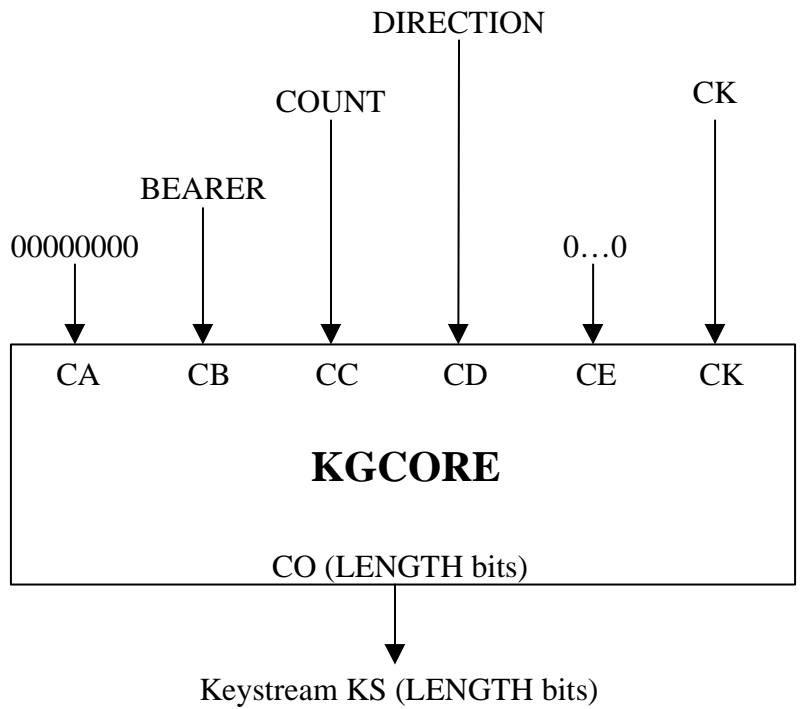 DIRECTION
COUNT
CK
BEARER
00000000
0…0
CA CB CC CD CE CK
KGCORE
CO (LENGTH bits)
Keystream KS (LENGTH bits)